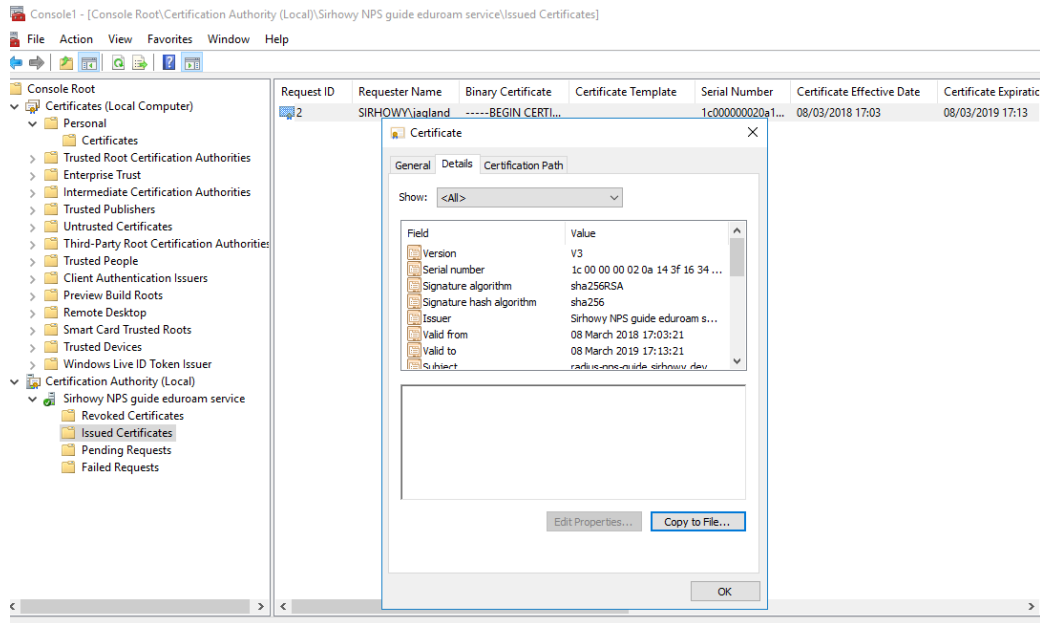 Console1 - [Console Root\Certification Authority (Local)\Sirhowy NPS guide eduroam service\Issued Certificates]
File Action View Favorites Window Help
Console Root
Certificates (Local Computer)
Personal
Certificates
Trusted Root Certification Authorities
Enterprise Trust
Intermediate Certification Authorities
Trusted Publishers
Untrusted Certificates
Third-Party Root Certification Authorities
Trusted People
Client Authentication Issuers
Preview Build Roots
Remote Desktop
Smart Card Trusted Roots
Trusted Devices
Windows Live ID Token Issuer
Certification Authority (Local)
Sirhowy NPS guide eduroam service
Revoked Certificates
Issued Certificates
Pending Requests
Failed Requests
Request ID Requester Name Binary Certificate Certificate Template Serial Number Certificate Effective Date Certificate Expiratic
2 SIRHOWY\jagland -----BEGIN CERTI... 1c000000020a1... 08/03/2018 17:03 08/03/2019 17:13
Certificate
General Details Certification Path
Show: <All>
Field Value
Version V3
Serial number 1c 00 00 00 02 0a 14 3f 16 34 ...
Signature algorithm sha256RSA
Signature hash algorithm sha256
Issuer Sirhowy NPS guide eduroam s...
Valid from 08 March 2018 17:03:21
Valid to 08 March 2019 17:13:21
Subject radius-nps-guide.sirhowy.dev
Edit Properties... Copy to File...
OK